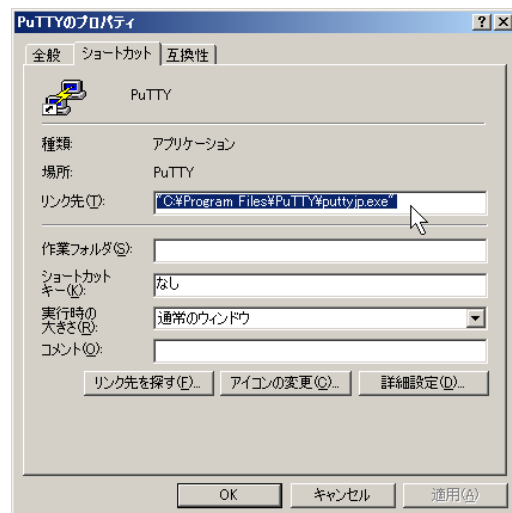 PuTTYのプロパティ
全般 ショートカット 互換性
PuTTY
種類: アプリケーション
場所: PuTTY
リンク先(T): "C:¥Program Files¥PuTTY¥puttyjp.exe"
作業フォルダ(S):
ショートカット
キー(K): なし
実行時の
大きさ(R): 通常のウィンドウ
コメント(O):
リンク先を探す(F)... アイコンの変更(C)... 詳細設定(D)...
OK キャンセル 適用(A)